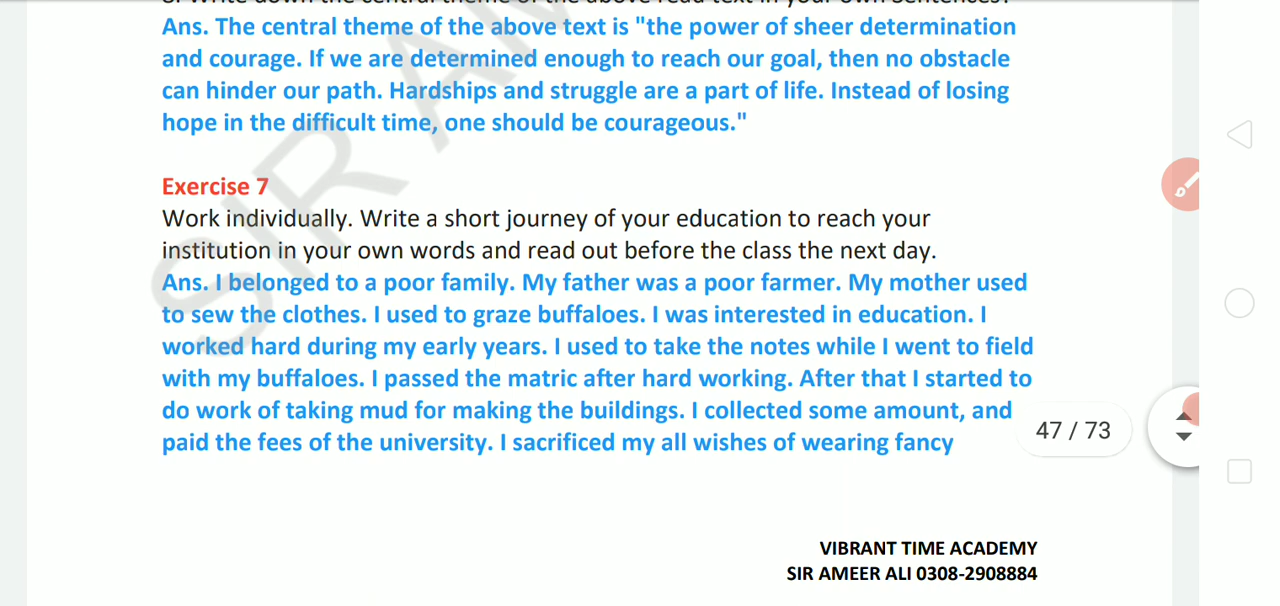 Ans. The central theme of the above text is "the power of sheer determination
and courage. If we are determined enough to reach our goal, then no obstacle
can hinder our path. Hardships and struggle are a part of life. Instead of losing
hope in the difficult time, one should be courageous."
Exercise 7
Work individually. Write a short journey of your education to reach your
institution in your own words and read out before the class the next day.
Ans. I belonged to a poor family. My father was a poor farmer. My mother used
to sew the clothes. I used to graze buffaloes. I was interested in education. I
worked hard during my early years. I used to take the notes while I went to field
with my buffaloes. I passed the matric after hard working. After that I started to
do work of taking mud for making the buildings. I collected some amount, and
paid the fees of the university. I sacrificed my all wishes of wearing fancy
47 / 73
VIBRANT TIME ACADEMY
SIR AMEER ALI 0308-2908884
SIR AM